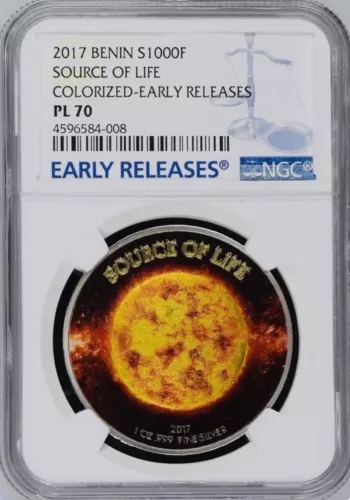 2017 BENIN S1000F
SOURCE OF LIFE
COLORIZED-EARLY RELEASES
PL 70
4596584-008
EARLY RELEASES®
NGC®
SOURCE OF LIFE
2017
1 OZ .999 FINE SILVER